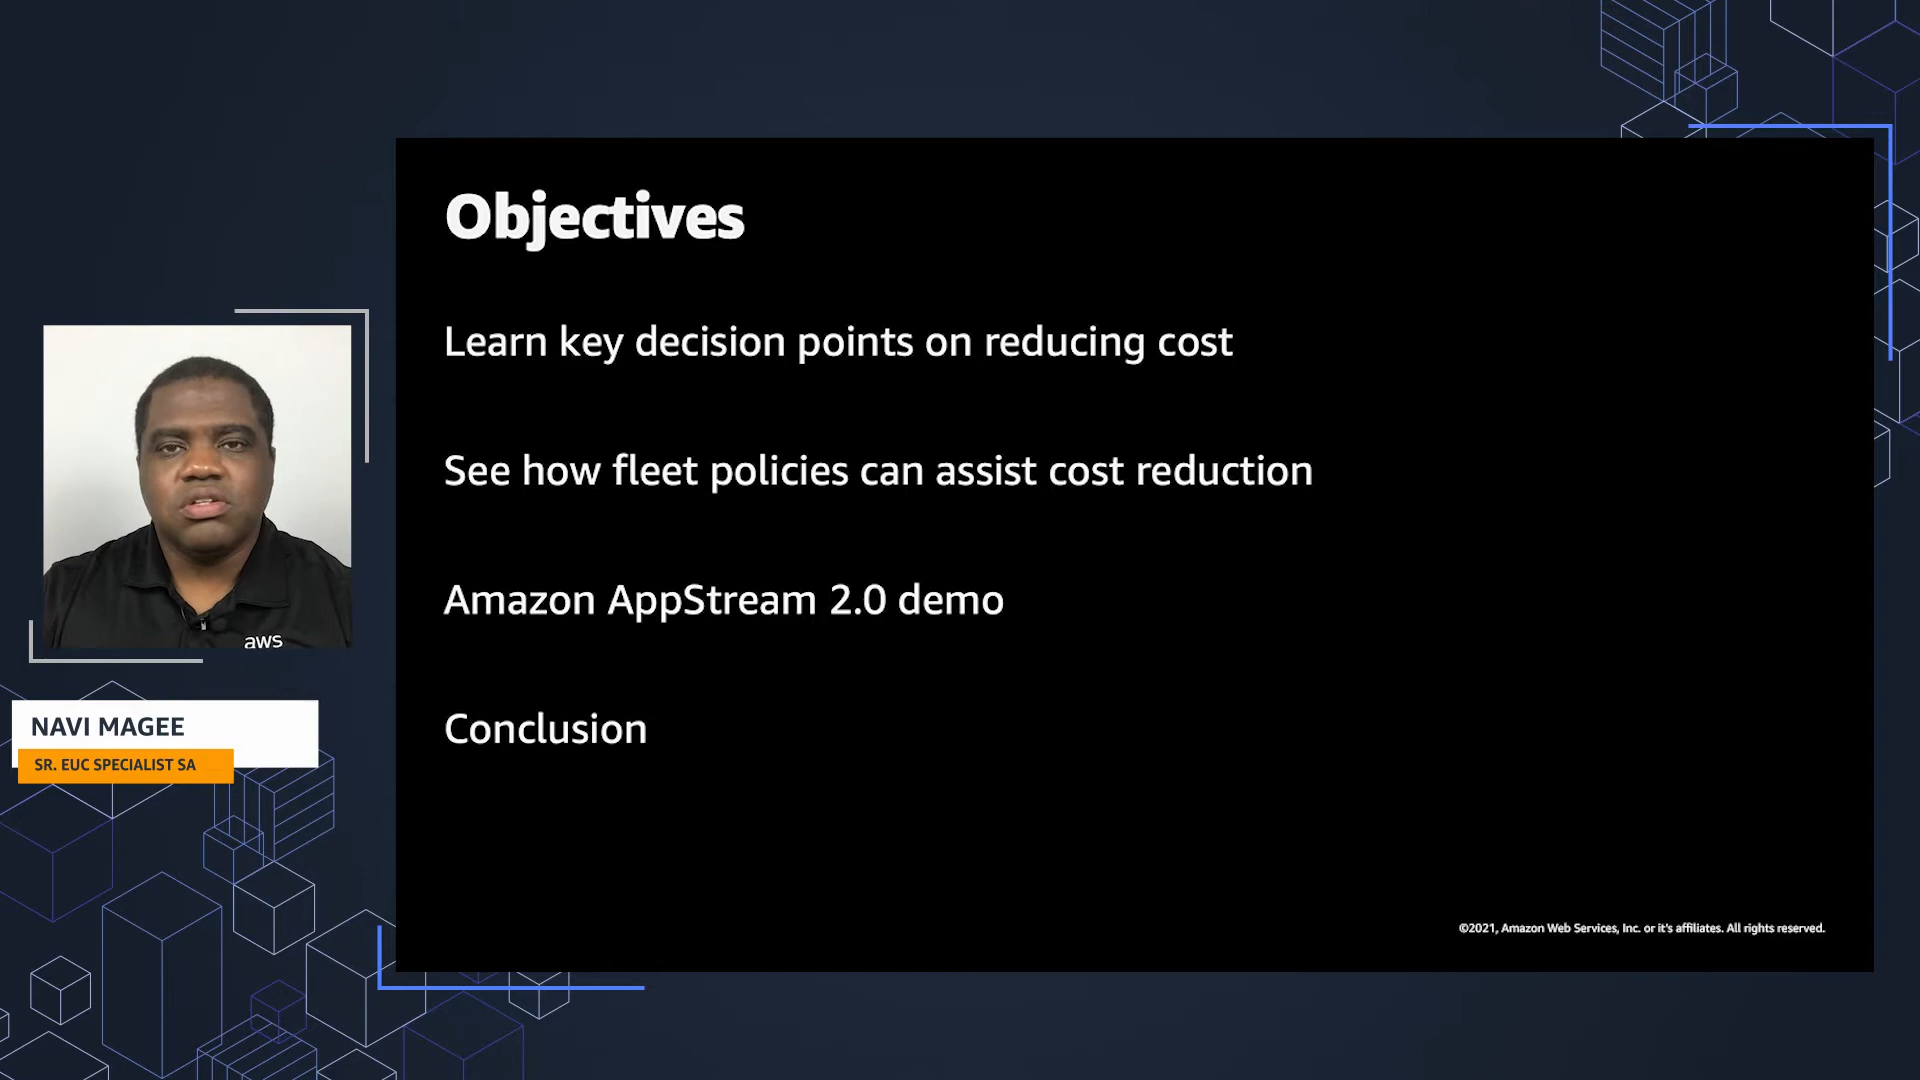 Objectives
Learn key decision points on reducing cost
See how fleet policies can assist cost reduction
Amazon AppStream 2.0 demo
Conclusion
aws
NAVI MAGEE
SR. EUC SPECIALIST SA
©2021, Amazon Web Services, Inc. or it's affiliates. All rights reserved.